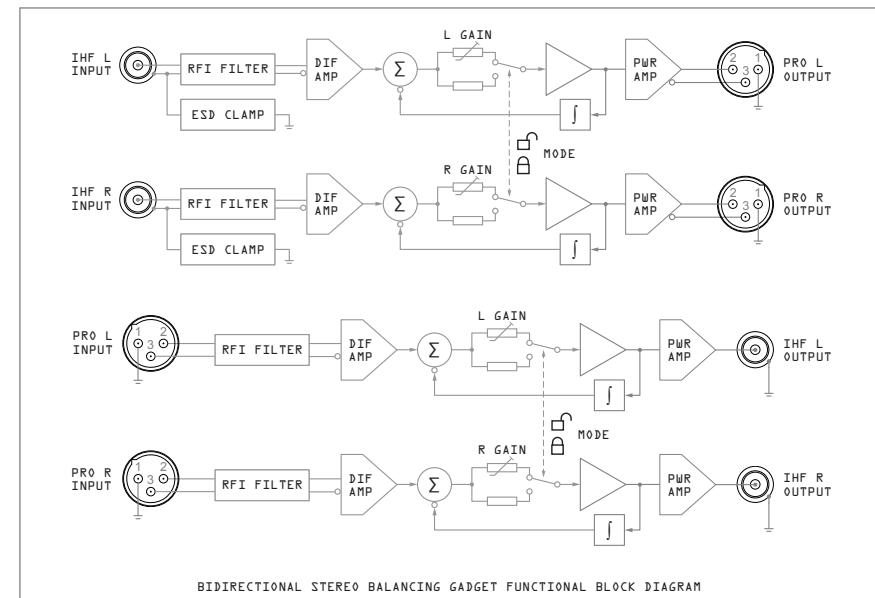 L GAIN
IHF L
INPUT
RFI FILTER
DIF
AMP
Σ
∫
PWR
AMP
2
1
3
PRO L
OUTPUT
ESD CLAMP
MODE
R GAIN
IHF R
INPUT
RFI FILTER
DIF
AMP
Σ
∫
PWR
AMP
2
1
3
PRO R
OUTPUT
ESD CLAMP
L GAIN
PRO L
INPUT
1
2
3
RFI FILTER
DIF
AMP
Σ
∫
PWR
AMP
IHF L
OUTPUT
MODE
R GAIN
PRO R
INPUT
1
2
3
RFI FILTER
DIF
AMP
Σ
∫
PWR
AMP
IHF R
OUTPUT
BIDIRECTIONAL STEREO BALANCING GADGET FUNCTIONAL BLOCK DIAGRAM